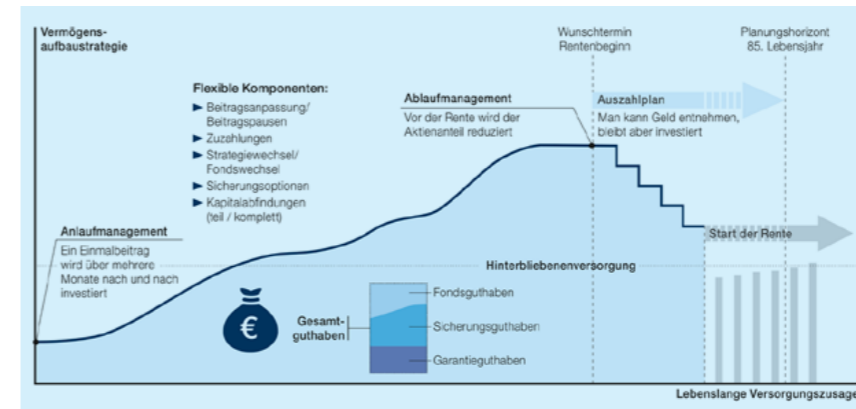 Vermögens-
aufbaustrategie
Wunschtermin
Rentenbeginn
Planungshorizont
85. Lebensjahr
Flexible Komponenten:
Beitragsanpassung/
Beitragspausen
Zuzahlungen
Strategiewechsel/
Fondswechsel
Sicherungsoptionen
Kapitalabfindungen
(teil / komplett)
Ablaufmanagement
Vor der Rente wird der
Aktienanteil reduziert
Auszahlplan
Man kann Geld entnehmen,
bleibt aber investiert
Anlaufmanagement
Ein Einmalbeitrag
wird über mehrere
Monate nach und nach
investiert
Start der Rente
Hinterbliebenenversorgung
€
Gesamt-
guthaben
Fondsguthaben
Sicherungsguthaben
Garantieguthaben
Lebenslange Versorgungszusage